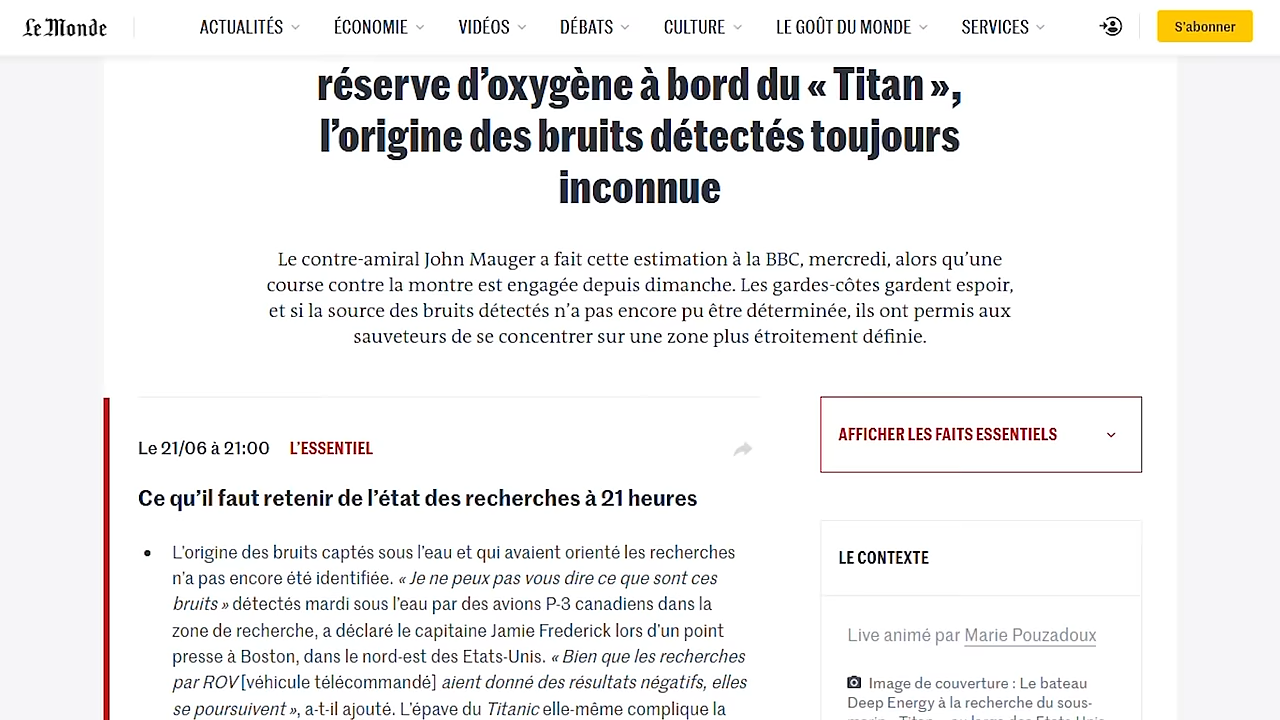 Le Monde
ACTUALITÉS
ÉCONOMIE
VIDÉOS
DÉBATS
CULTURE
LE GOÛT DU MONDE
SERVICES
S'abonner
réserve d’oxygène à bord du « Titan »,
l’origine des bruits détectés toujours
inconnue
Le contre-amiral John Mauger a fait cette estimation à la BBC, mercredi, alors qu’une
course contre la montre est engagée depuis dimanche. Les gardes-côtes gardent espoir,
et si la source des bruits détectés n’a pas encore pu être déterminée, ils ont permis aux
sauveteurs de se concentrer sur une zone plus étroitement définie.
Le 21/06 à 21:00 L’ESSENTIEL
Ce qu’il faut retenir de l’état des recherches à 21 heures
L’origine des bruits captés sous l’eau et qui avaient orienté les recherches
n’a pas encore été identifiée. « Je ne peux pas vous dire ce que sont ces
bruits » détectés mardi sous l’eau par des avions P-3 canadiens dans la
zone de recherche, a déclaré le capitaine Jamie Frederick lors d’un point
presse à Boston, dans le nord-est des Etats-Unis. « Bien que les recherches
par ROV [véhicule télécommandé] aient donné des résultats négatifs, elles
se poursuivent », a-t-il ajouté. L’épave du Titanic elle-même complique la
AFFICHER LES FAITS ESSENTIELS
LE CONTEXTE
Live animé par Marie Pouzadoux
Image de couverture : Le bateau
Deep Energy à la recherche du sous-
marin « Titan », au large des Etats-Unis